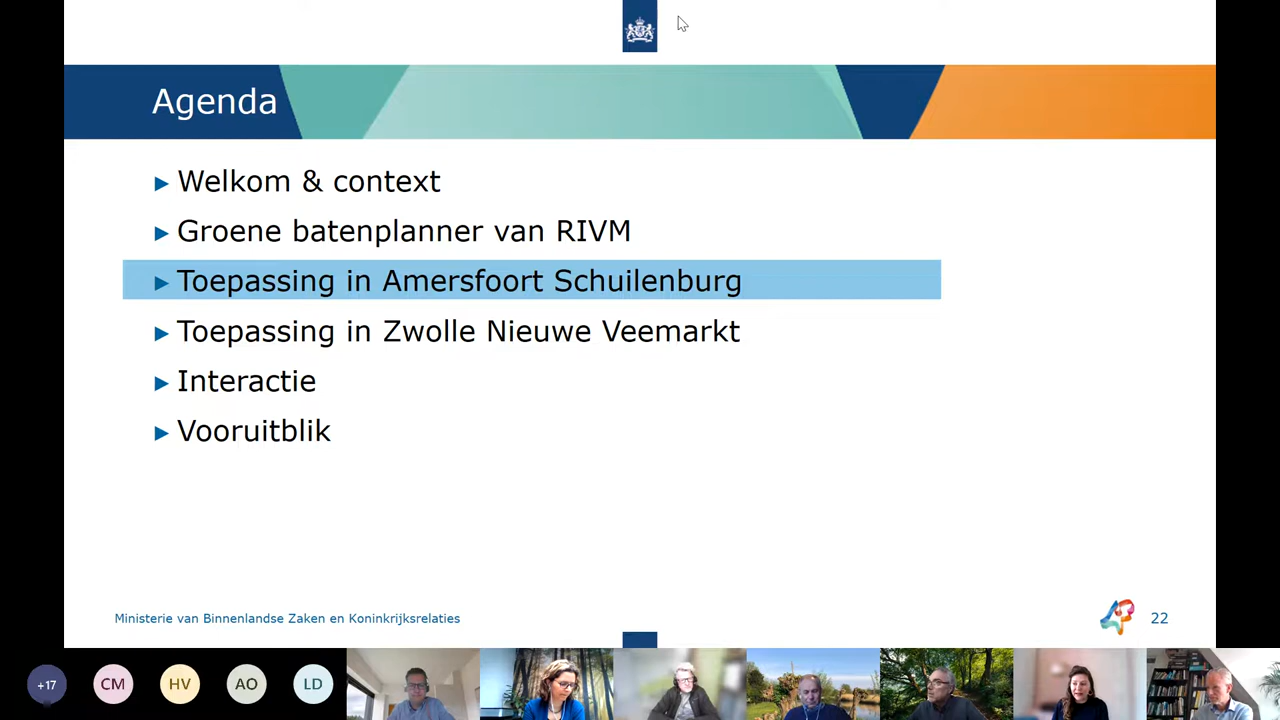 Agenda
► Welkom & context
► Groene batenplanner van RIVM
► Toepassing in Amersfoort Schuilenburg
► Toepassing in Zwolle Nieuwe Veemarkt
► Interactie
► Vooruitblik
Ministerie van Binnenlandse Zaken en Koninkrijksrelaties
22
+17
CM
HV
AO
LD